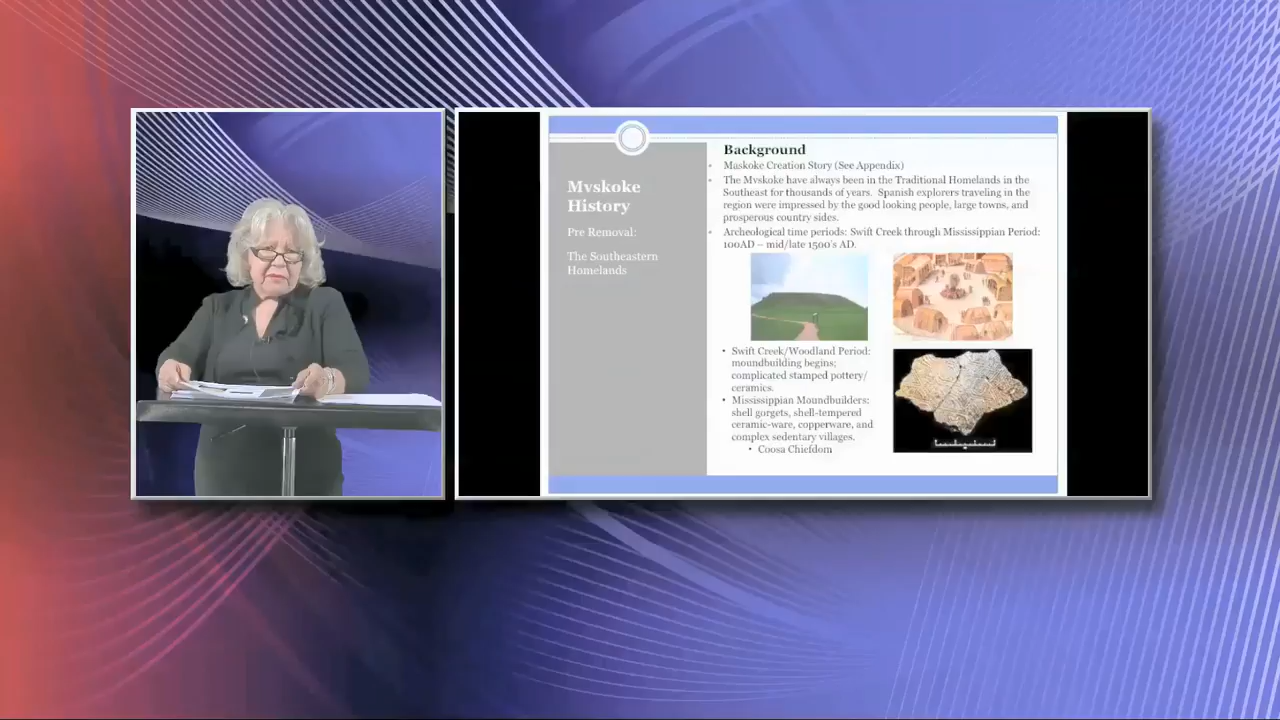 Mvskoke
History
Pre Removal:
The Southeastern
Homelands
Background
Maskoke Creation Story (See Appendix)
The Mvskoke have always been in the Traditional Homelands in the
Southeast for thousands of years. Spanish explorers traveling in the
region were impressed by the good looking people, large towns, and
prosperous country sides.
Archeological time periods: Swift Creek through Mississippian Period:
100AD – mid/late 1500's AD.
• Swift Creek/Woodland Period:
moundbuilding begins;
complicated stamped pottery/
ceramics.
• Mississippian Moundbuilders:
shell gorgets, shell-tempered
ceramic-ware, copperware, and
complex sedentary villages.
• Coosa Chiefdom